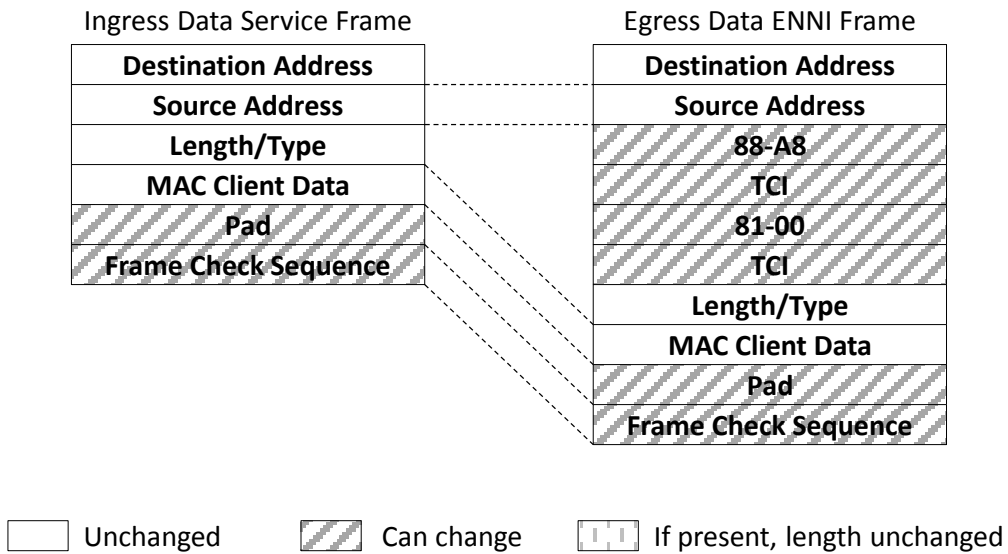 Ingress Data Service Frame
Destination Address
Source Address
Length/Type
MAC Client Data
Pad
Frame Check Sequence
Egress Data ENNI Frame
Destination Address
Source Address
88-A8
TCI
81-00
TCI
Length/Type
MAC Client Data
Pad
Frame Check Sequence
Unchanged
Can change
If present, length unchanged